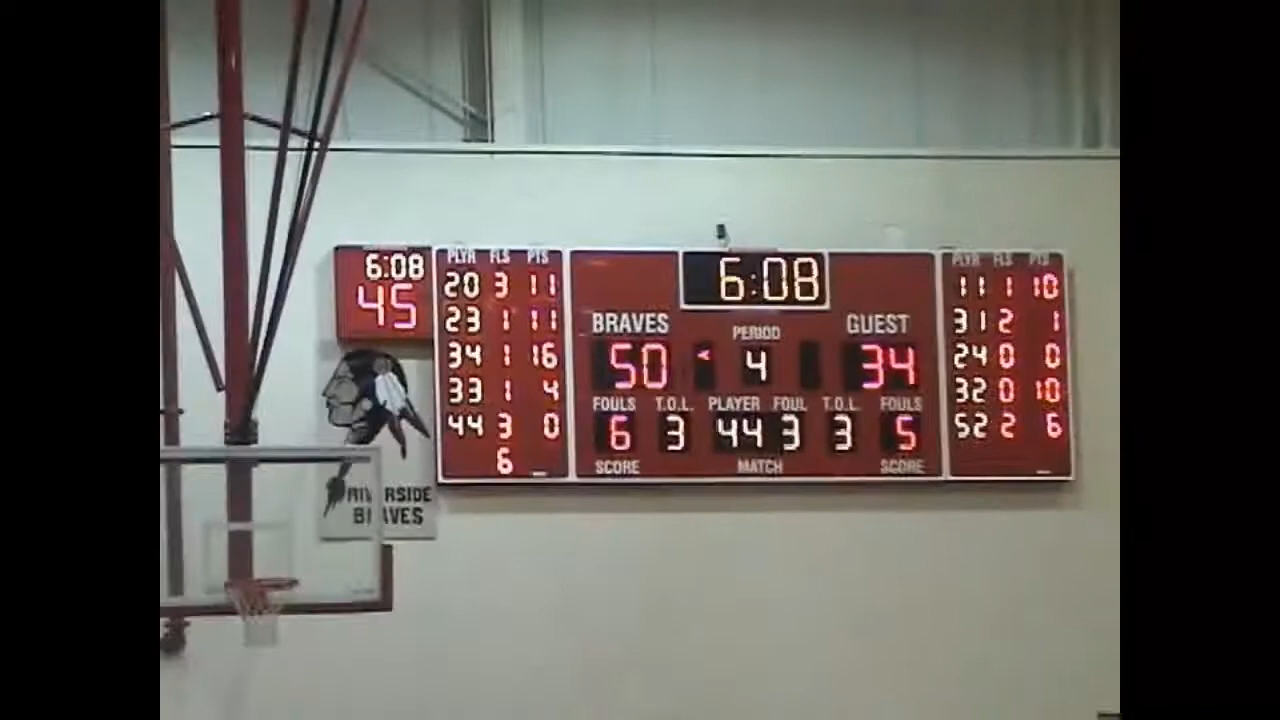 6:08
45
PLYR FLS PTS
20 3 11
23 1 11
34 1 16
33 1 4
44 3 0
6
6:08
BRAVES PERIOD GUEST
50 < 4 34
FOULS T.O.L. PLAYER FOUL T.O.L. FOULS
6 3 44 3 3 5
SCORE MATCH SCORE
PLYR FLS PTS
11 1 10
31 2 1
24 0 0
32 0 10
52 2 6
RIVERSIDE
BRAVES